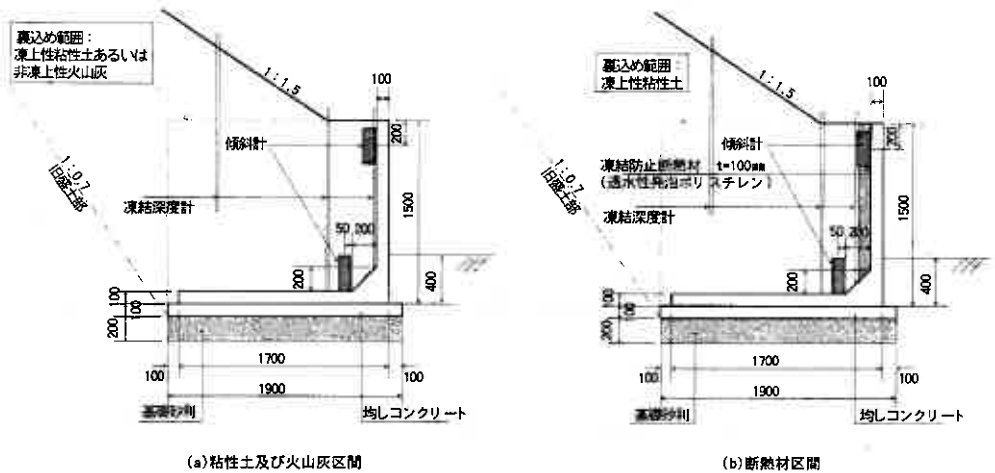 裏込め範囲：
凍上性粘性土あるいは
非凍上性火山灰
1：1.5
100
200
傾斜計
1：0.7
旧盛土部
凍結深度計
1500
50 200
200
400
100
100
200
1700
100
100
1900
基礎砂利
均しコンクリート
(a)粘性土及び火山灰区間
裏込め範囲：
凍上性粘性土
1：1.5
100
200
傾斜計
凍結防止断熱材 t=100mm
(透水性発泡ポリスチレン)
1：0.7
旧盛土部
凍結深度計
1500
50 200
200
400
100
200
1700
100
100
1900
基礎砂利
均しコンクリート
(b)断熱材区間